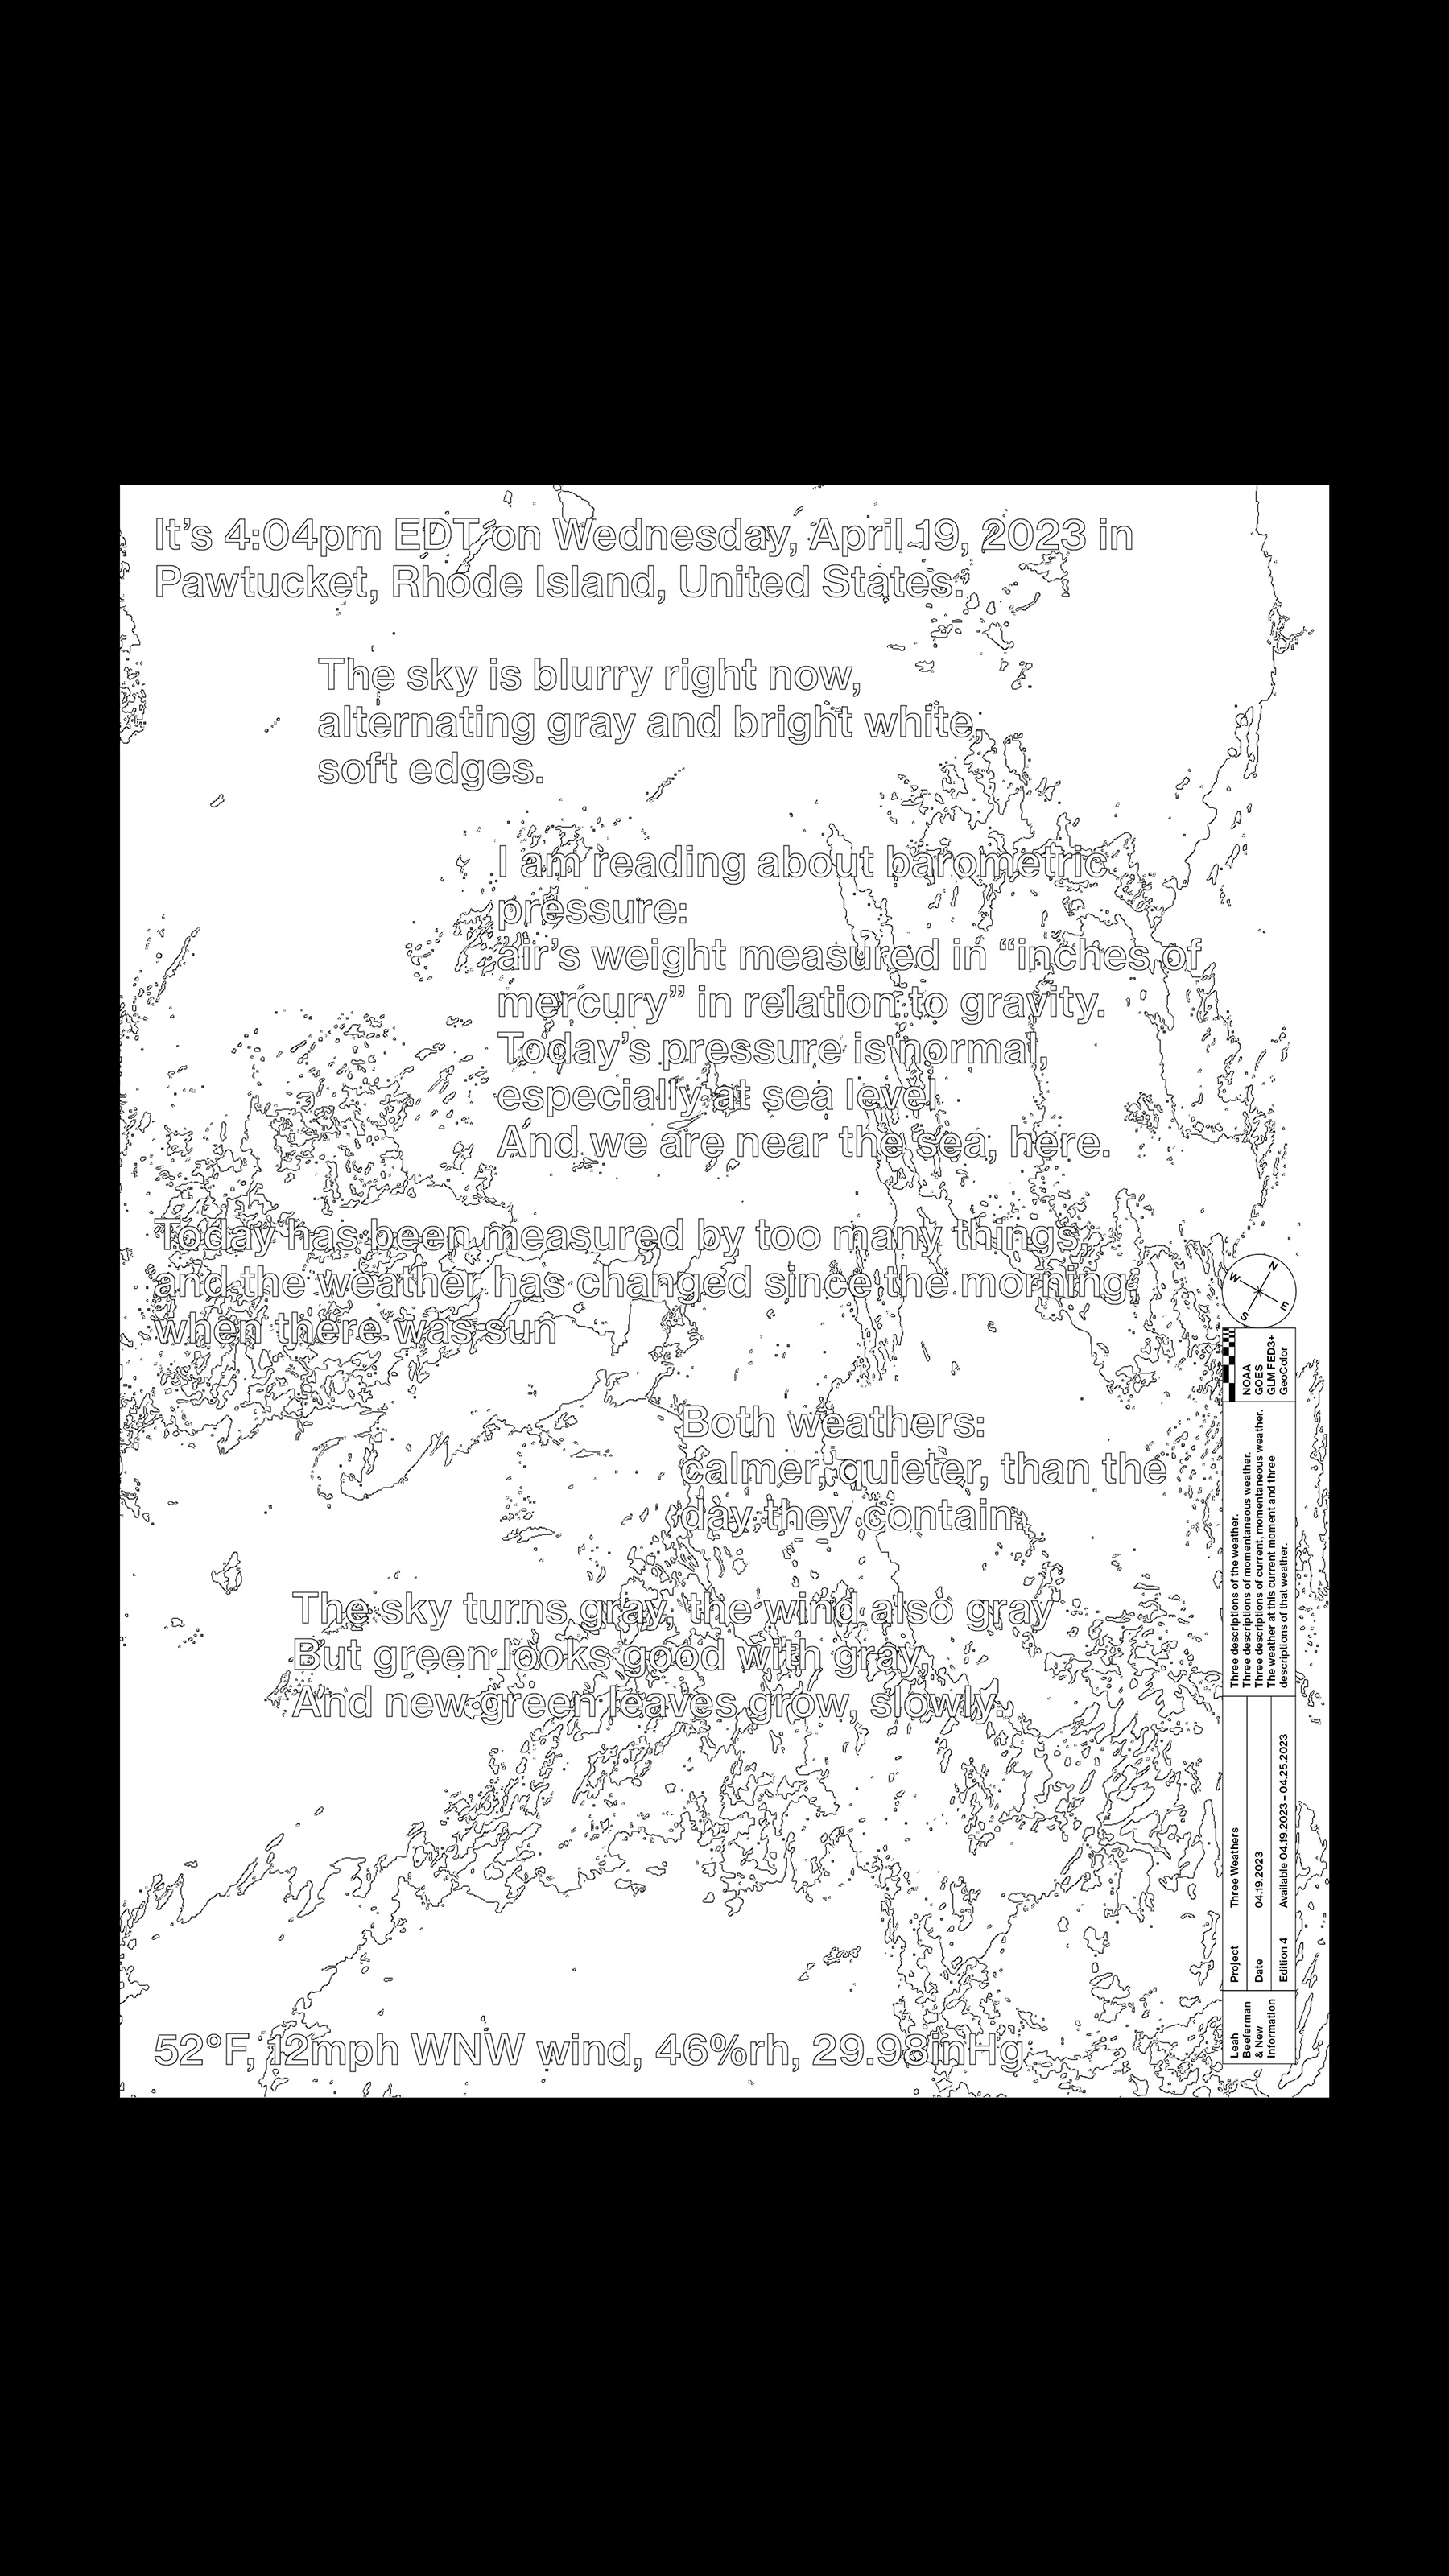 It’s 4:04pm EDT on Wednesday, April 19, 2023 in
Pawtucket, Rhode Island, United States.
The sky is blurry right now,
alternating gray and bright white,
soft edges.
I am reading about barometric
pressure:
air’s weight measured in “inches of
mercury” in relation to gravity.
Today’s pressure is normal,
especially at sea level.
And we are near the sea, here.
Today has been measured by too many things,
and the weather has changed since the morning,
when there was sun
Both weathers:
calmer, quieter, than the
day they contain.
The sky turns gray, the wind also gray
But green looks good with gray,
And new green leaves grow, slowly.
52°F, 12mph WNW wind, 46%rh, 29.98inHg
N
E
S
W
Leah
Beeferman
& New
Information
Project Three Weathers
Date 04.19.2023
Edition 4 Available 04.19.2023 – 04.25.2023
Three descriptions of the weather.
Three descriptions of momentaneous weather.
Three descriptions of current, momentaneous weather.
The weather at this current moment and three
descriptions of that weather.
NOAA
GOES
GLM FED3+
GeoColor